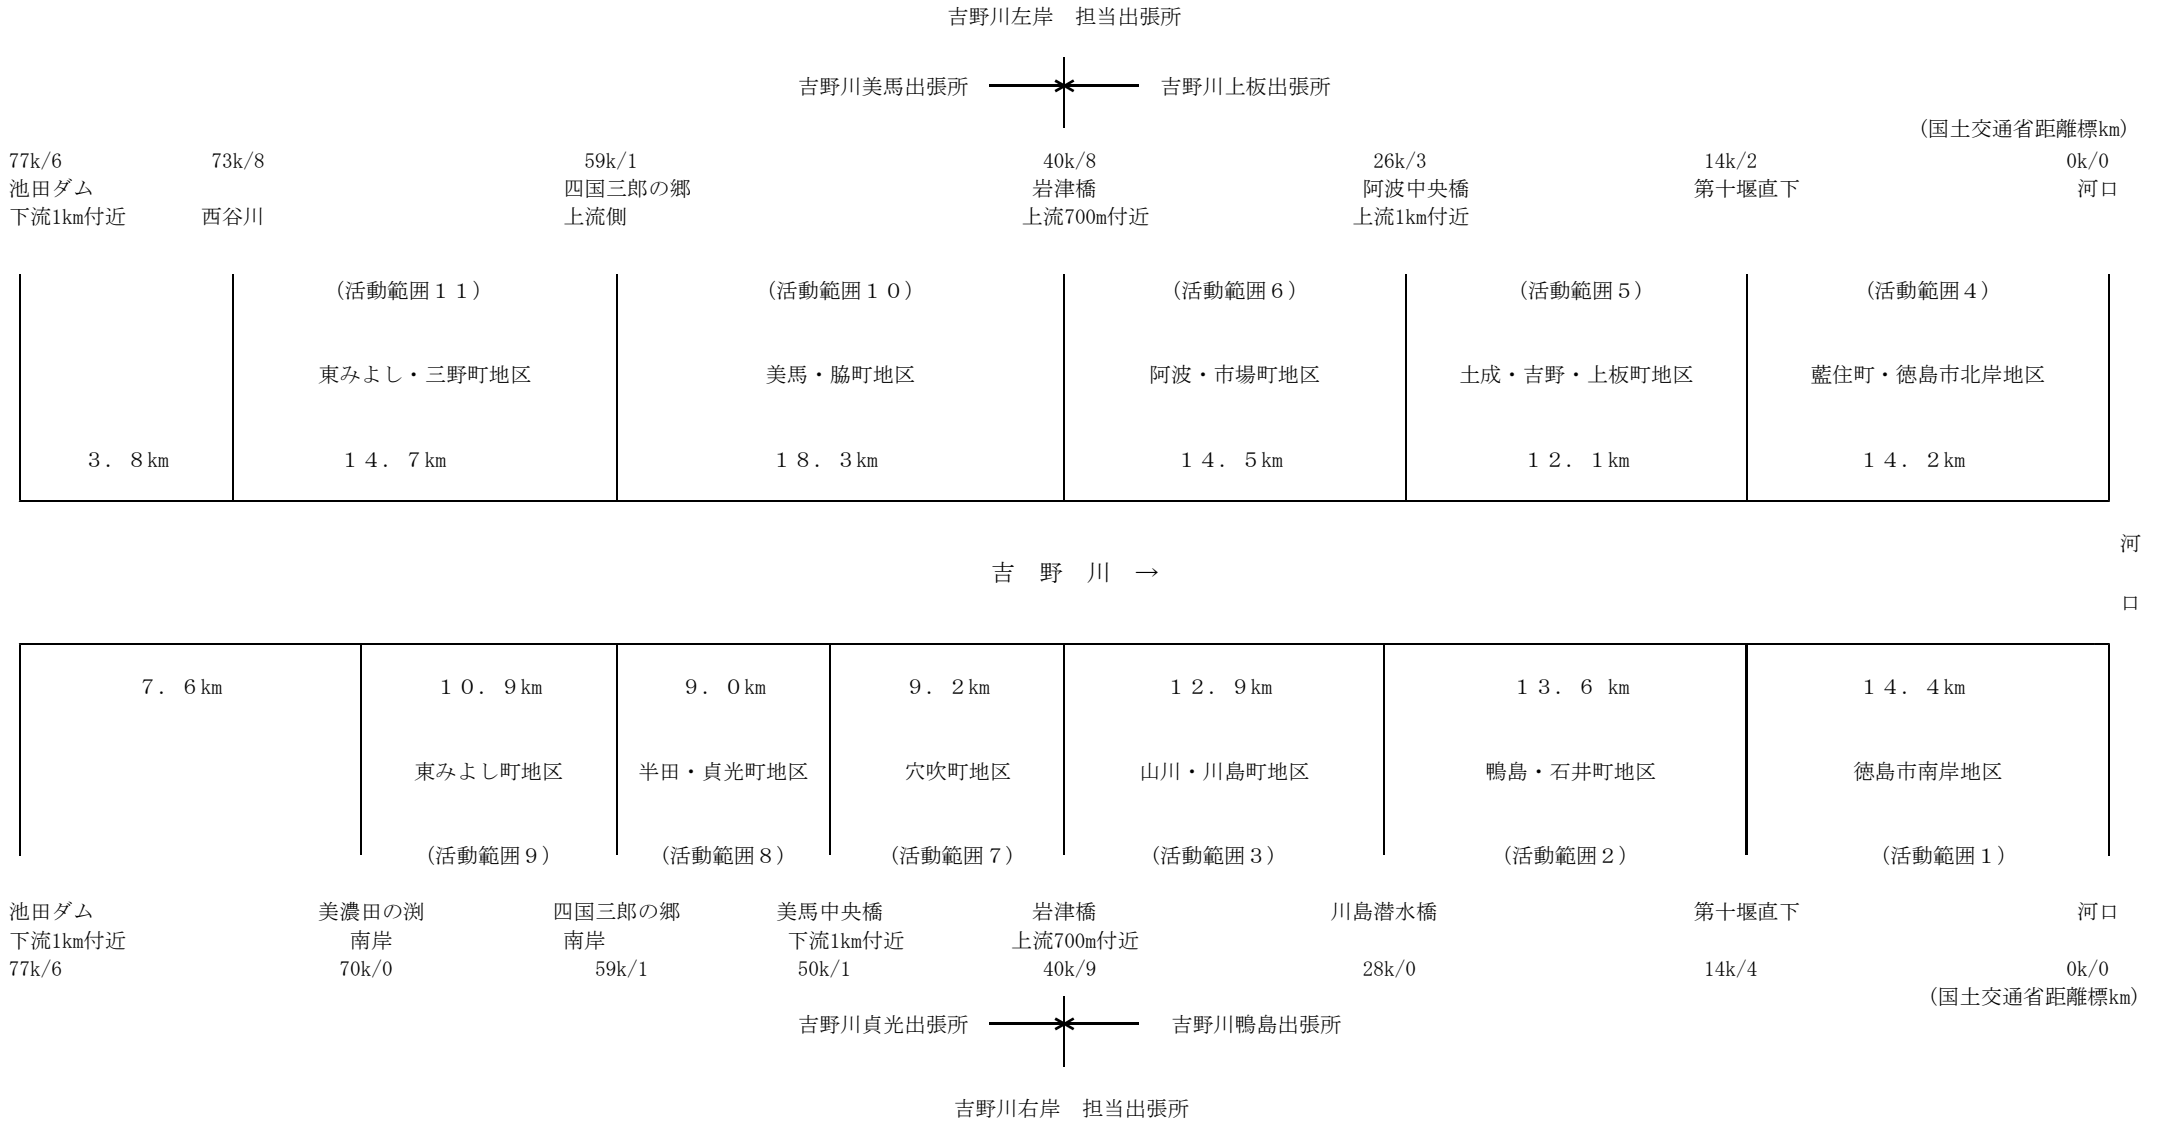 吉野川左岸　担当出張所
吉野川美馬出張所　吉野川上板出張所
(国土交通省距離標km)
77k/6　73k/8　59k/1　40k/8　26k/3　14k/2　0k/0
池田ダム　四国三郎の郷　岩津橋　阿波中央橋　第十堰直下　河口
下流1km付近　西谷川　上流側　上流700m付近　上流1km付近
(活動範囲１１)　(活動範囲１０)　(活動範囲６)　(活動範囲５)　(活動範囲４)
東みよし・三野町地区　美馬・脇町地区　阿波・市場町地区　土成・吉野・上板町地区　藍住町・徳島市北岸地区
３．８km　１４．７km　１８．３km　１４．５km　１２．１km　１４．２km
河
吉　野　川　→
口
７．６km　１０．９km　９．０km　９．２km　１２．９km　１３．６ km　１４．４km
東みよし町地区　半田・貞光町地区　穴吹町地区　山川・川島町地区　鴨島・石井町地区　徳島市南岸地区
(活動範囲９)　(活動範囲８)　(活動範囲７)　(活動範囲３)　(活動範囲２)　(活動範囲１)
池田ダム　美濃田の渕　四国三郎の郷　美馬中央橋　岩津橋　川島潜水橋　第十堰直下　河口
下流1km付近　南岸　南岸　下流1km付近　上流700m付近
77k/6　70k/0　59k/1　50k/1　40k/9　28k/0　14k/4　0k/0
(国土交通省距離標km)
吉野川貞光出張所　吉野川鴨島出張所
吉野川右岸　担当出張所